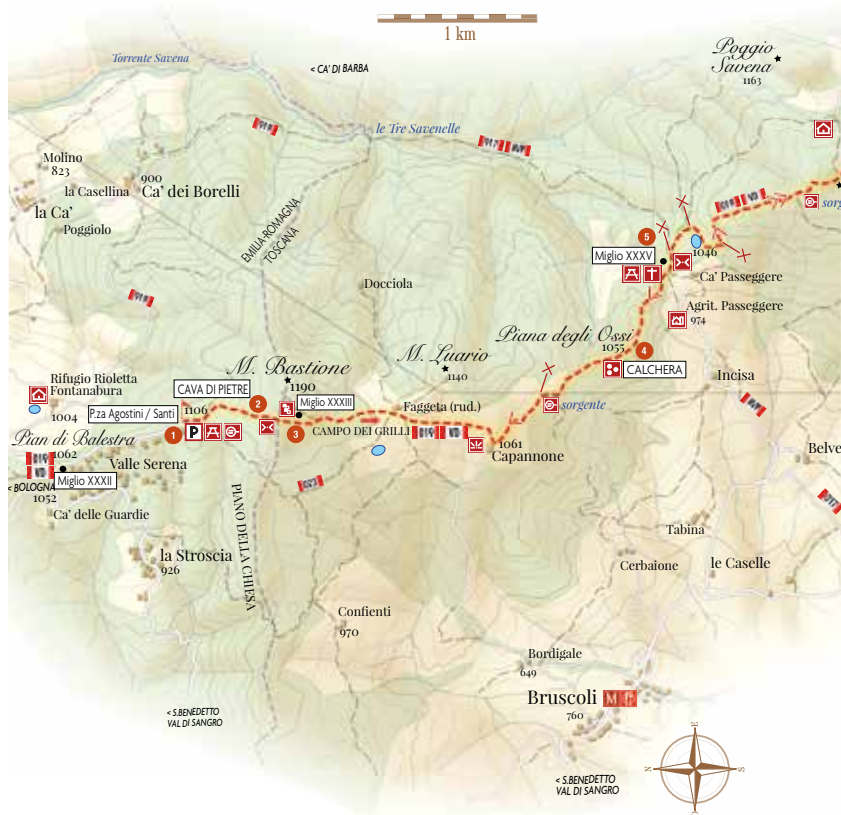 1 km
Poggio
Savena
1163
Torrente Savena
< CA' DI BARBA
le Tre Savenelle
Molino
823
900
la Casellina
Ca' dei Borelli
la Ca'
Poggiolo
EMILIA-ROMAGNA
TOSCANA
5
Miglio XXXV
1046
Ca' Passeggere
Docciola
Agrit. Passeggere
974
Piana degli Ossi
1055
4
CALCHERA
M. Luario
1140
M. Bastione
1190
Rifugio Rioletta
Fontanabura
1004
CAVA DI PIETRE
Miglio XXXIII
P.za Agostini / Santi
1106
2
Faggeta (rud.)
sorgente
Incisa
1
P
3
CAMPO DEI GRILLI
019
VD
1061
Capannone
Pian di Balestra
1062
019
VD
Valle Serena
Miglio XXXII
< BOLOGNA
1052
Ca' delle Guardie
PIANO DELLA CHIESA
la Stroscia
926
Belve
017
Tabina
Cerbaione
le Caselle
Confienti
970
Bordigale
649
Bruscoli
M
760
< S.BENEDETTO
VAL DI SANGRO
< S.BENEDETTO
VAL DI SANGRO
N
E
S
O